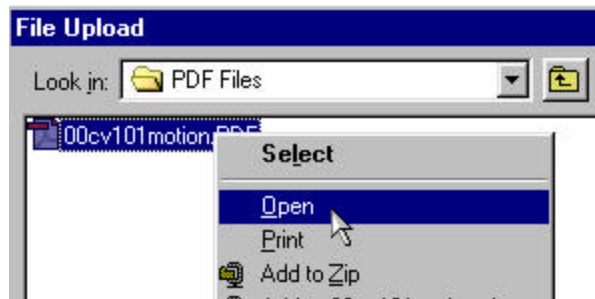 File Upload
Look in: PDF Files
00cv101motion.PDF
Select
Open
Print
Add to Zip